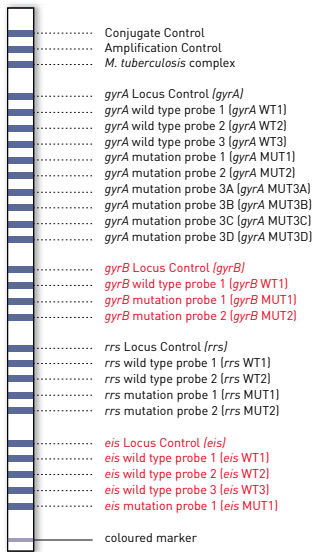 Conjugate Control
Amplification Control
M. tuberculosis complex
gyrA Locus Control (gyrA)
gyrA wild type probe 1 (gyrA WT1)
gyrA wild type probe 2 (gyrA WT2)
gyrA wild type probe 3 (gyrA WT3)
gyrA mutation probe 1 (gyrA MUT1)
gyrA mutation probe 2 (gyrA MUT2)
gyrA mutation probe 3A (gyrA MUT3A)
gyrA mutation probe 3B (gyrA MUT3B)
gyrA mutation probe 3C (gyrA MUT3C)
gyrA mutation probe 3D (gyrA MUT3D)
gyrB Locus Control (gyrB)
gyrB wild type probe 1 (gyrB WT1)
gyrB mutation probe 1 (gyrB MUT1)
gyrB mutation probe 2 (gyrB MUT2)
rrs Locus Control (rrs)
rrs wild type probe 1 (rrs WT1)
rrs wild type probe 2 (rrs WT2)
rrs mutation probe 1 (rrs MUT1)
rrs mutation probe 2 (rrs MUT2)
eis Locus Control (eis)
eis wild type probe 1 (eis WT1)
eis wild type probe 2 (eis WT2)
eis wild type probe 3 (eis WT3)
eis mutation probe 1 (eis MUT1)
coloured marker